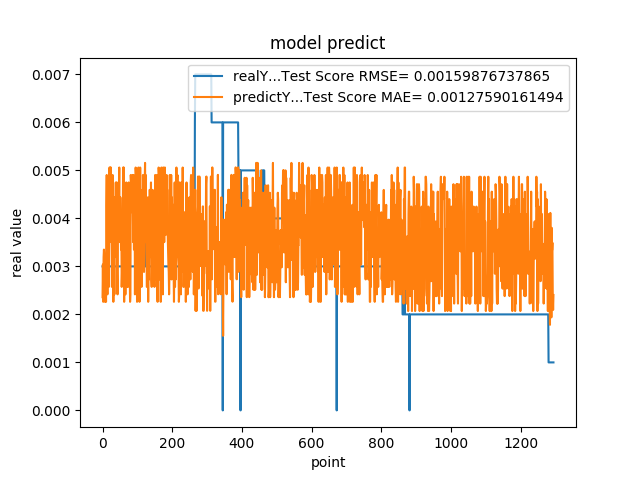 model predict
realY...Test Score RMSE= 0.00159876737865
predictY...Test Score MAE= 0.00127590161494
0.007
0.006
0.005
0.004
0.003
0.002
0.001
0.000
real value
0 200 400 600 800 1000 1200
point